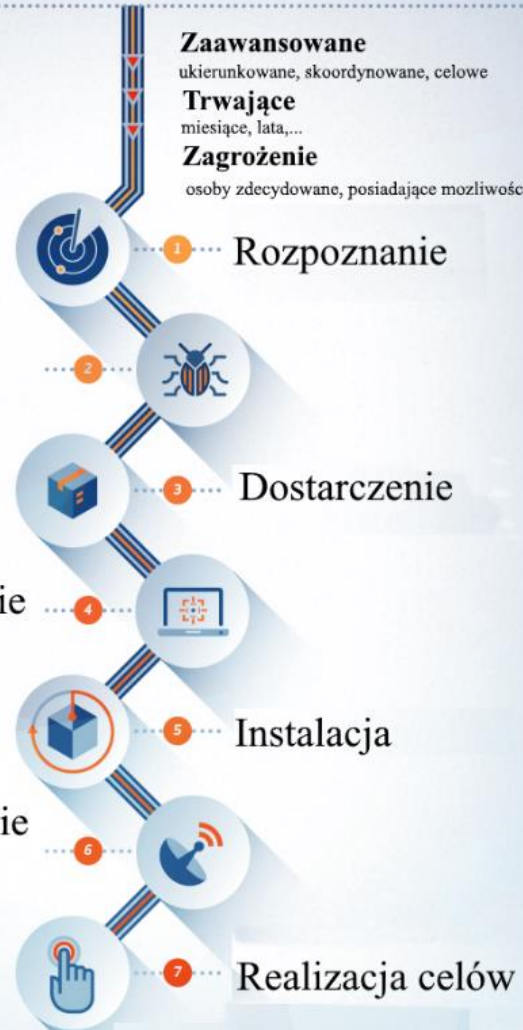 Zaawansowane
ukierunkowane, skoordynowane, celowe
Trwające
miesiące, lata,...
Zagrożenie
osoby zdecydowane, posiadające mozliwośc
1 Rozpoznanie
2
3 Dostarczenie
ie 4
5 Instalacja
ie
6
7 Realizacja celów